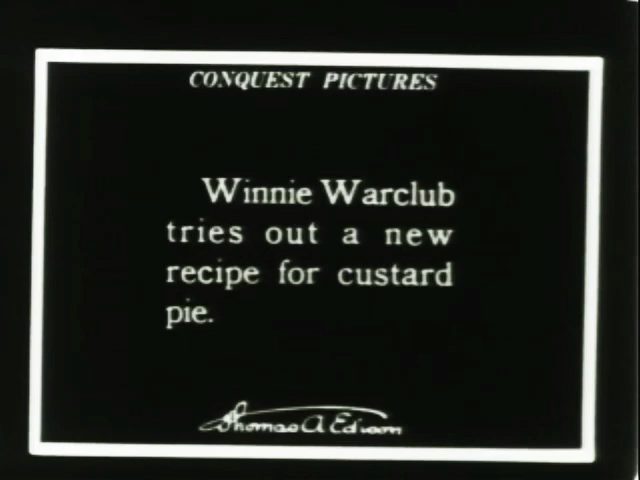 CONQUEST PICTURES
Winnie Warclub
tries out a new
recipe for custard
pie.
Thomas A Edison